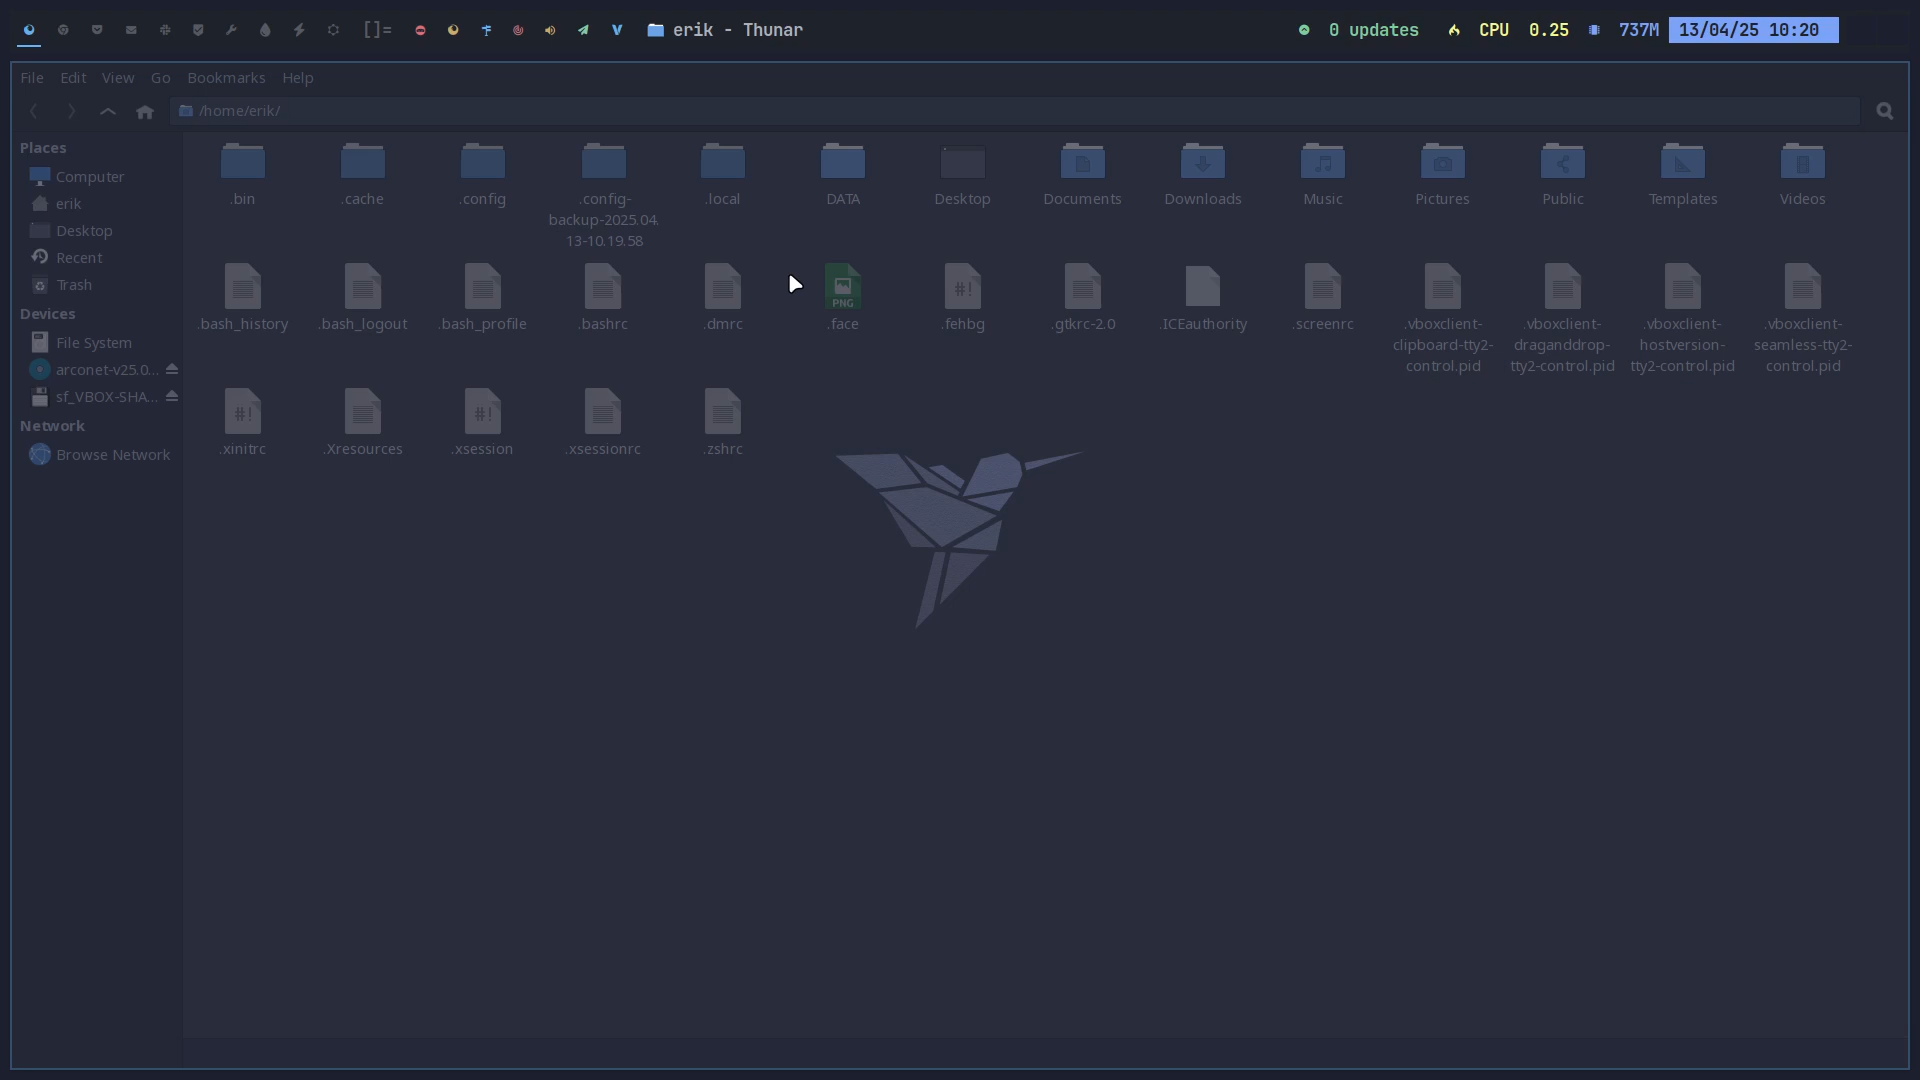 []= erik - Thunar 0 updates CPU 0.25 737M 13/04/25 10:20
File Edit View Go Bookmarks Help
/home/erik/
Places
Computer
erik
Desktop
Recent
Trash
Devices
File System
arconet-v25.0...
sf_VBOX-SHA...
Network
Browse Network
.bin .cache .config .config-backup-2025.04.13-10.19.58 .local DATA Desktop Documents Downloads Music Pictures Public Templates Videos
#!
PNG
.bash_history .bash_logout .bash_profile .bashrc .dmrc .face .fehbg .gtkrc-2.0 .ICEauthority .screenrc .vboxclient-clipboard-tty2-control.pid .vboxclient-draganddrop-tty2-control.pid .vboxclient-hostversion-tty2-control.pid .vboxclient-seamless-tty2-control.pid
#! #!
.xinitrc .Xresources .xsession .xsessionrc .zshrc